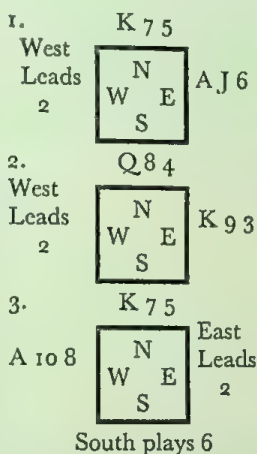 1. K 7 5
West
Leads
2
N
W E
S
A J 6
2. Q 8 4
West
Leads
2
N
W E
S
K 9 3
3. K 7 5
A 10 8
N
W E
S
East
Leads
2
South plays 6